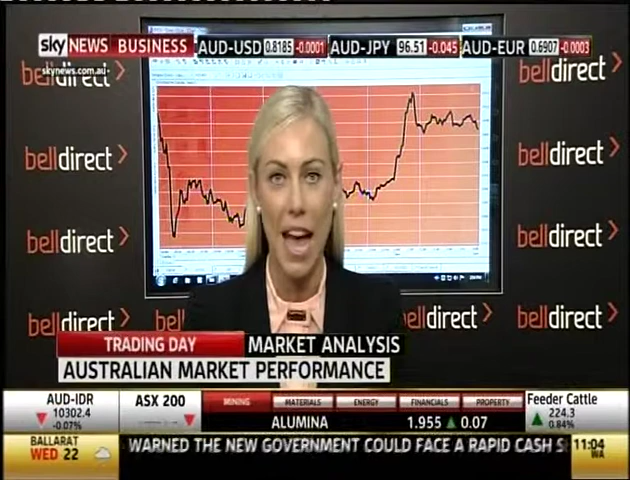 sky NEWS BUSINESS AUD-USD 0.8185 -0.0001 AUD-JPY 96.51 -0.045 AUD-EUR 0.6907 -0.0003
skynews.com.au
belldirect
belldirect
belldirect
belldirect
belldirect
belldirect
belldirect
belldirect
elldirect
belldirect
TRADING DAY MARKET ANALYSIS
AUSTRALIAN MARKET PERFORMANCE
AUD-IDR
10302.4
-0.07%
ASX 200
MINING MATERIALS ENERGY FINANCIALS PROPERTY
ALUMINA 1.955 0.07
Feeder Cattle
224.3
0.84%
BALLARAT
WED 22
WARNED THE NEW GOVERNMENT COULD FACE A RAPID CASH S
11:04
WA